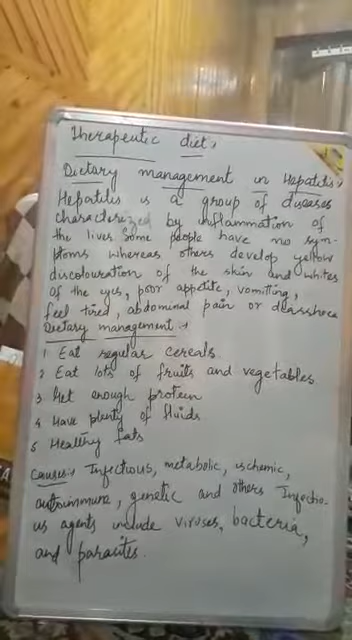 Therapeutic diet:
Dietary management in Hepatitis:
Hepatitis is a group of diseases
characterized by inflammation of
the liver. Some people have no sym-
ptoms whereas others develop yellow
discolouration of the skin and whites
of the eyes, poor appetite, vomitting,
feel tired, abdominal pain or
Dietary management :
1 Eat regular cereals.
2 Eat lots of fruits and vegetables
3 Get enough protein
4 Have plenty of fluids.
5 Healthy fats
Causes: Infectious, metabolic, ischemic,
autoimmune, genetic and others Infectio-
us agents include viruses, bacteria,
and parasites.